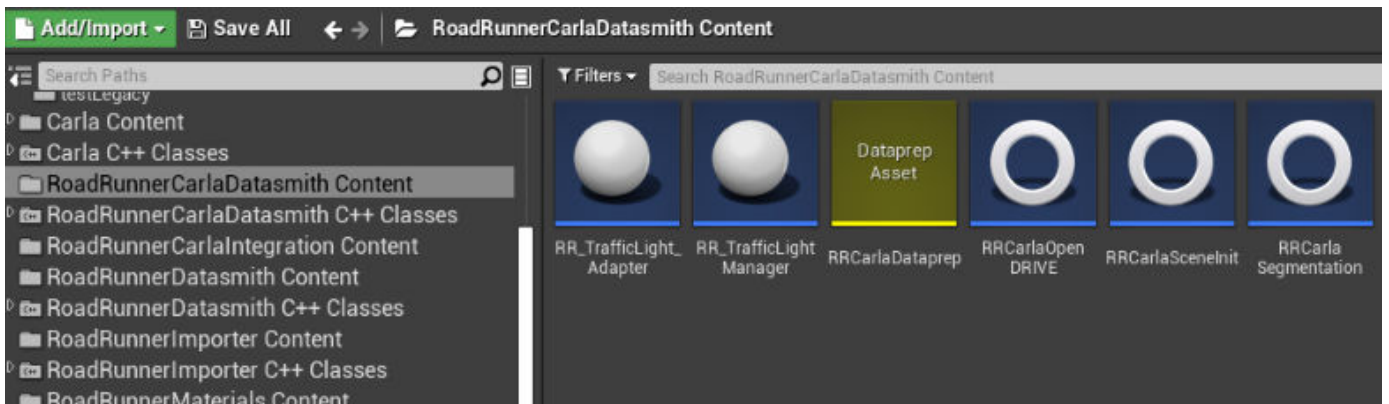 Add/Import Save All RoadRunnerCarlaDatasmith Content
Search Paths
testLegacy
Carla Content
Carla C++ Classes
RoadRunnerCarlaDatasmith Content
RoadRunnerCarlaDatasmith C++ Classes
RoadRunnerCarlaIntegration Content
RoadRunnerDatasmith Content
RoadRunnerDatasmith C++ Classes
RoadRunnerImporter Content
RoadRunnerImporter C++ Classes
RoadRunnerMaterials Content
Filters Search RoadRunnerCarlaDatasmith Content
Dataprep
Asset
RR_TrafficLight_
Adapter
RR_TrafficLight
Manager
RRCarlaDataprep
RRCarlaOpen
DRIVE
RRCarlaSceneInit
RRCarla
Segmentation